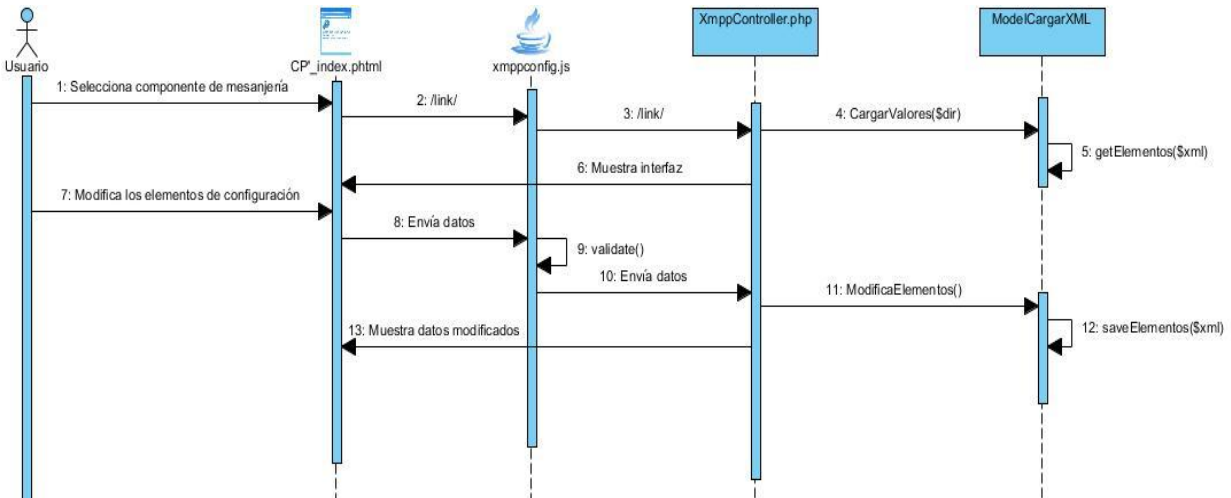 XmppController.php
ModelCargarXML
Usuario
CP'_index.phtml
xmppconfig.js
1: Selecciona componente de mesanjería
2: /link/
3: /link/
4: CargarValores($dir)
5: getElementos($xml)
6: Muestra interfaz
7: Modifica los elementos de configuración
8: Envía datos
9: validate()
10: Envía datos
11: ModificaElementos()
12: saveElementos($xml)
13: Muestra datos modificados